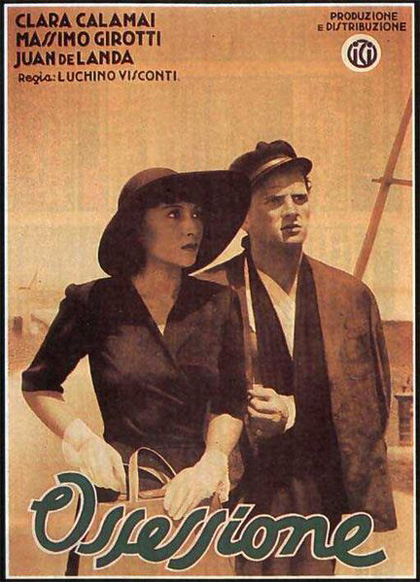 CLARA CALAMAI
MASSIMO GIROTTI
JUAN DE LANDA
Regia: LUCHINO VISCONTI.
PRODUZIONE
E DISTRIBUZIONE
ICI
Ossessione